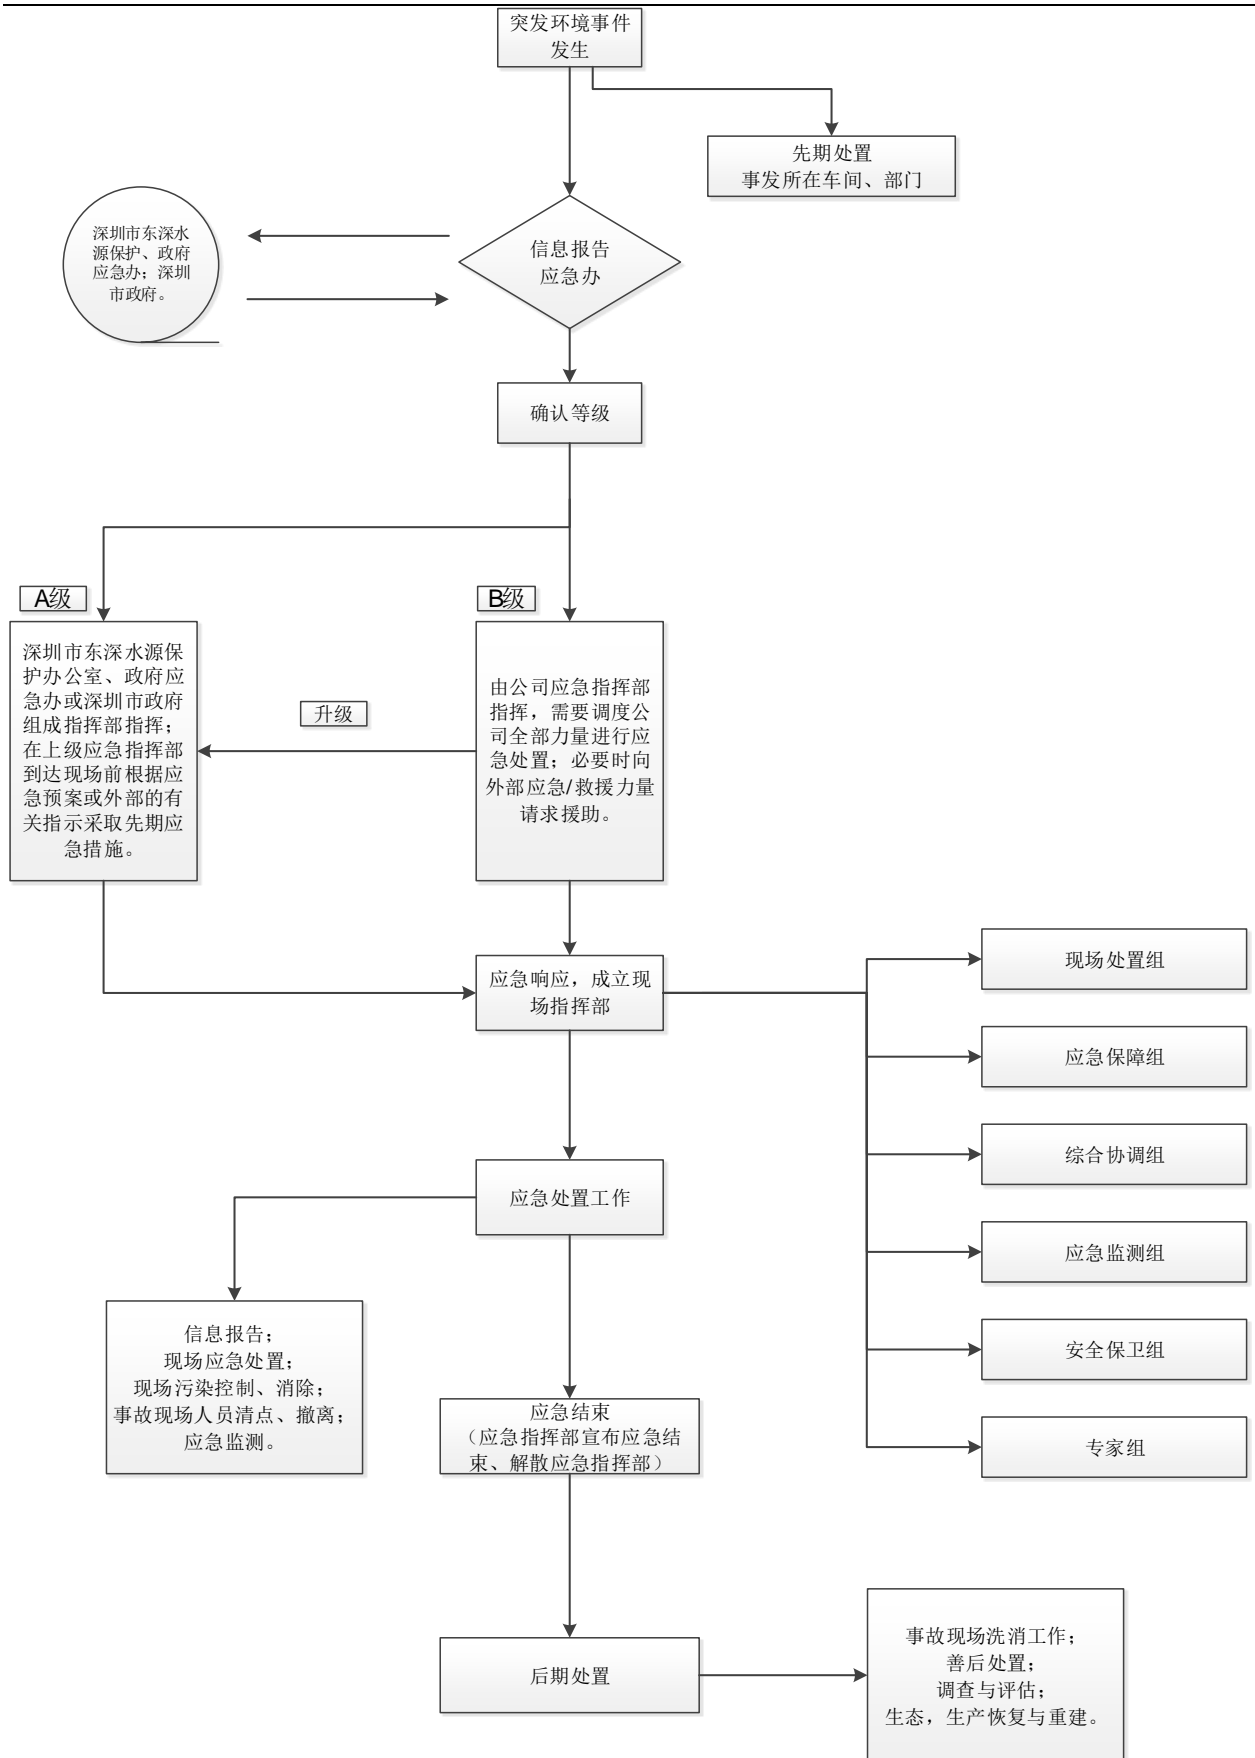 突发环境事件
发生
先期处置
事发所在车间、部门
深圳市东深水
源保护、政府
应急办；深圳
市政府。
信息报告
应急办
确认等级
A级
B级
深圳市东深水源保
护办公室、政府应
急办或深圳市政府
组成指挥部指挥；
在上级应急指挥部
到达现场前根据应
急预案或外部的有
关指示采取先期应
急措施。
升级
由公司应急指挥部
指挥，需要调度公
司全部力量进行应
急处置；必要时向
外部应急/救援力量
请求援助。
应急响应，成立现
场指挥部
现场处置组
应急保障组
综合协调组
应急监测组
安全保卫组
专家组
应急处置工作
信息报告；
现场应急处置；
现场污染控制、消除；
事故现场人员清点、撤离；
应急监测。
应急结束
（应急指挥部宣布应急结
束、解散应急指挥部）
后期处置
事故现场洗消工作；
善后处置；
调查与评估；
生态，生产恢复与重建。